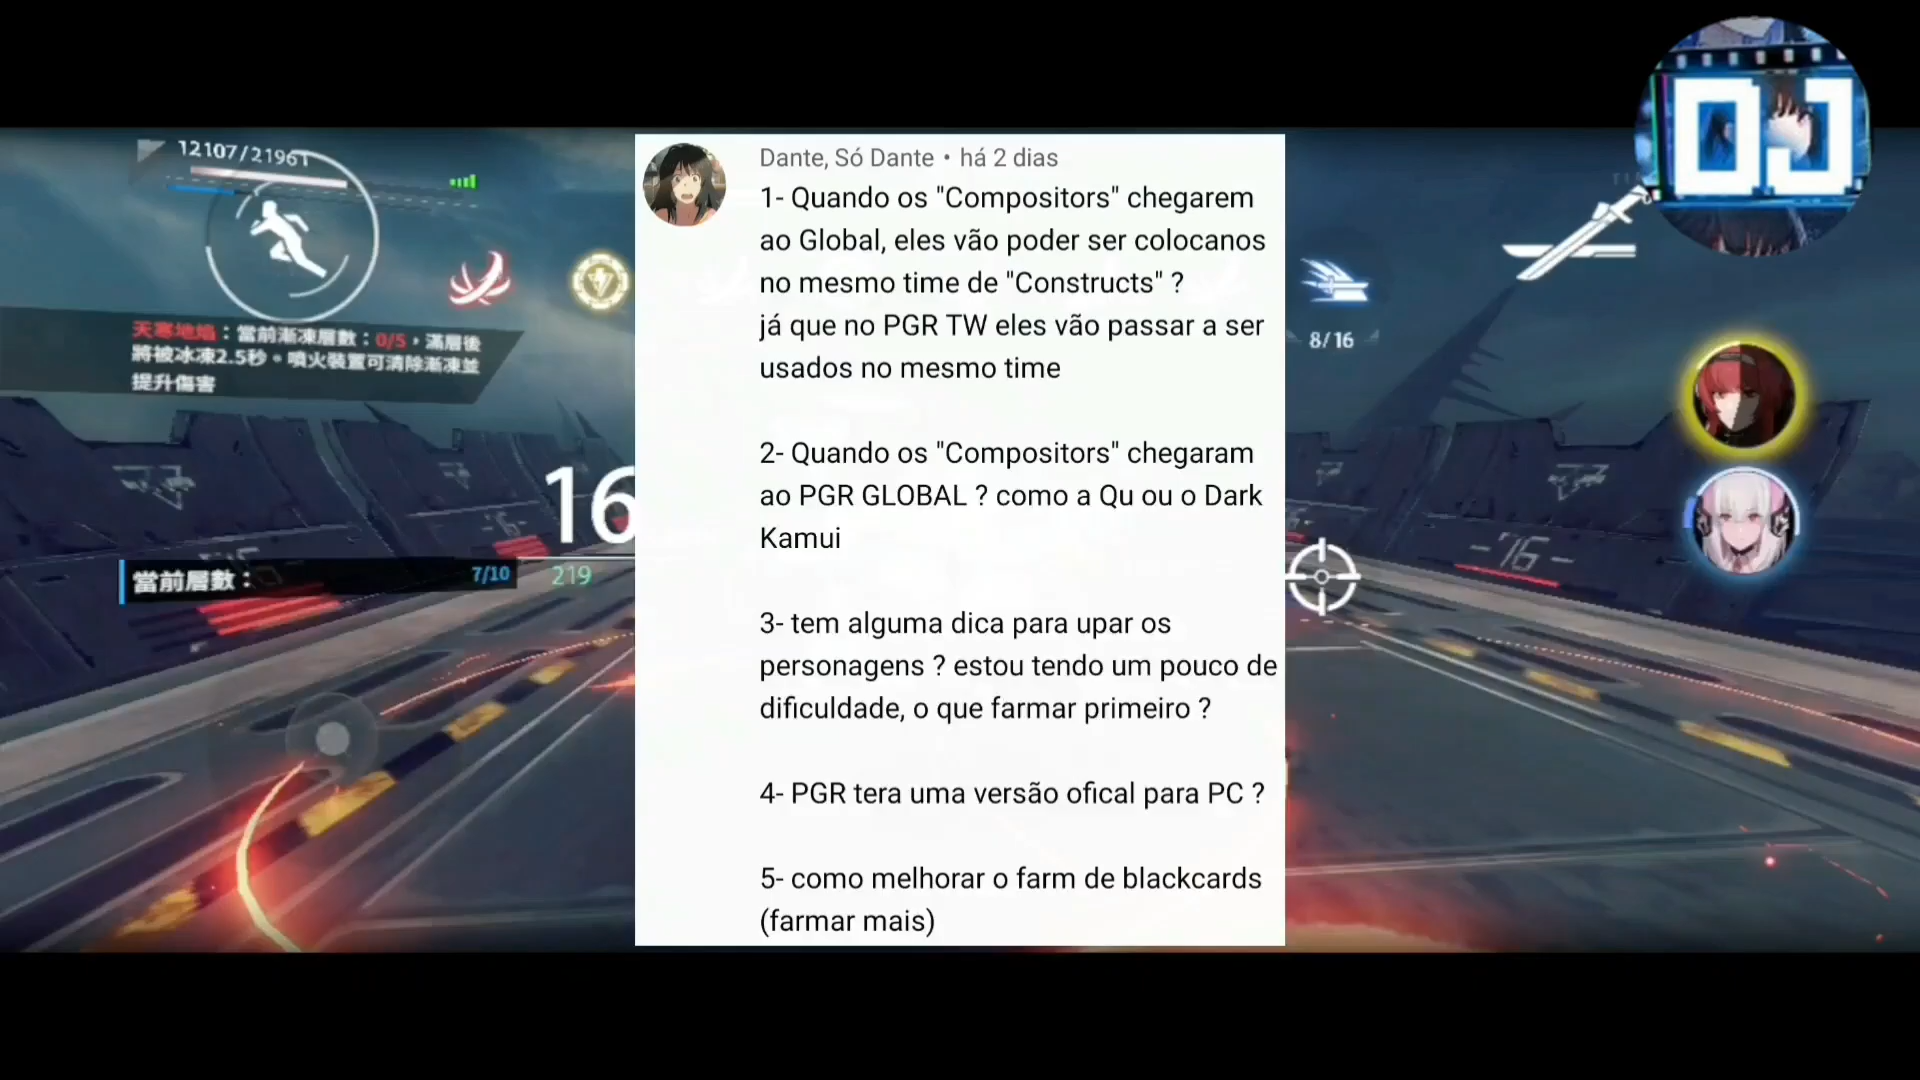 DJ
12107/21961
天寒地焰：當前漸凍層數：0/5，滿層後
將被冰凍2.5秒。噴火裝置可清除漸凍並
提升傷害
16
當前層數：
7/10
219
Dante, Só Dante • há 2 dias
1- Quando os "Compositors" chegarem
ao Global, eles vão poder ser colocanos
no mesmo time de "Constructs" ?
já que no PGR TW eles vão passar a ser
usados no mesmo time
2- Quando os "Compositors" chegaram
ao PGR GLOBAL ? como a Qu ou o Dark
Kamui
3- tem alguma dica para upar os
personagens ? estou tendo um pouco de
dificuldade, o que farmar primeiro ?
4- PGR tera uma versão ofical para PC ?
5- como melhorar o farm de blackcards
(farmar mais)
8/16
-76-